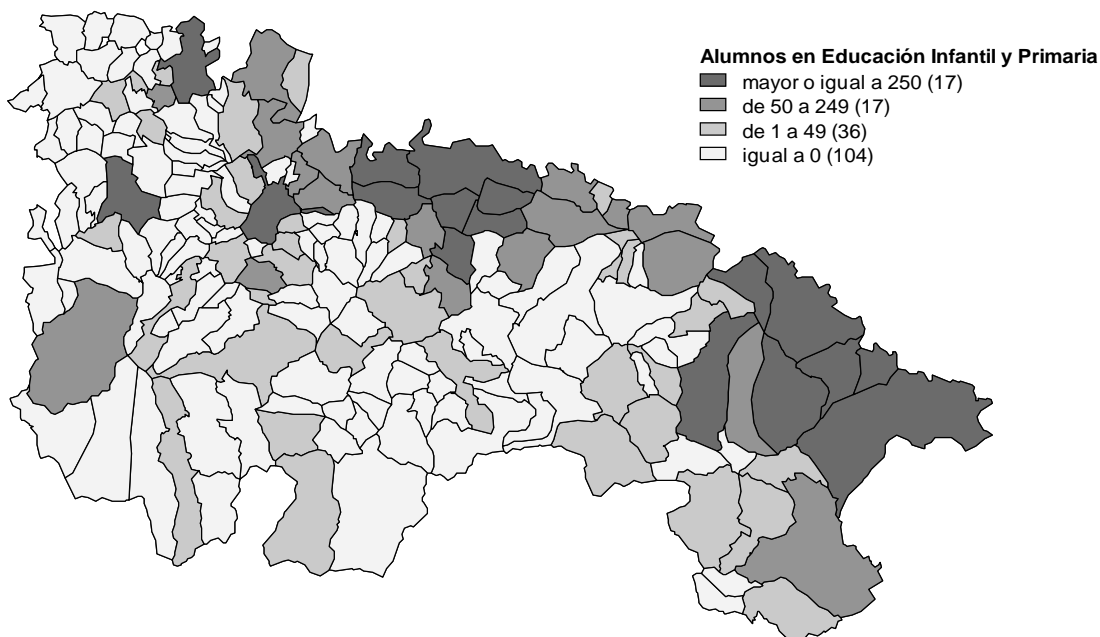 Alumnos en Educación Infantil y Primaria
mayor o igual a 250 (17)
de 50 a 249 (17)
de 1 a 49 (36)
igual a 0 (104)